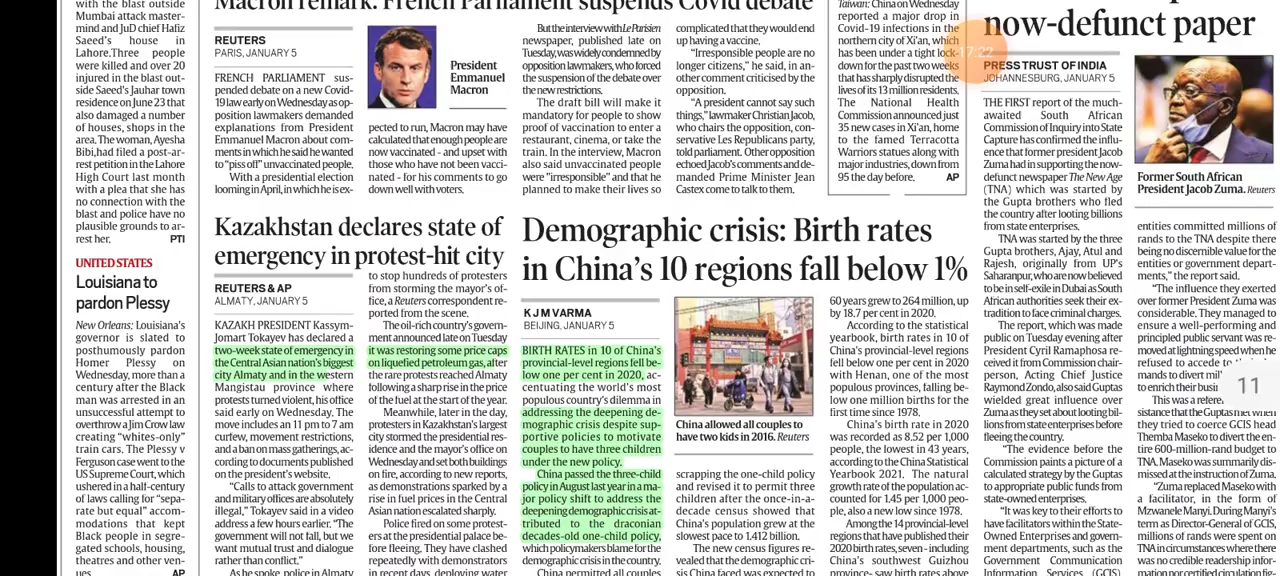 with the blast outside
Mumbai attack master-
mind and JuD chief Hafiz
Saeed's house in
Lahore.Three people
were killed and over 20
injured in the blast out-
side Saeed's Jauhar town
residence on June 23 that
also damaged a number
of houses, shops in the
area. The woman, Ayesha
Bibi, had filed a post-ar-
rest petition in the Lahore
High Court last month
with a plea that she has
no connection with the
blast and police have no
plausible grounds to ar-
rest her. PTI
UNITED STATES
Louisiana to
pardon Plessy
New Orleans: Louisiana's
governor is slated to
posthumously pardon
Homer Plessy on
Wednesday, more than a
century after the Black
man was arrested in an
unsuccessful attempt to
overthrow a Jim Crow law
creating "whites-only"
train cars. The Plessy v
Ferguson case went to the
US Supreme Court, which
ushered in a half-century
of laws calling for "sepa-
rate but equal" accom-
modations that kept
Black people in segre-
gated schools, housing,
theatres and other ven-
ues. AP
Macron remark: French Parliament suspends Covid debate
REUTERS
PARIS, JANUARY 5
FRENCH PARLIAMENT sus-
pended debate on a new Covid-
19 law early on Wednesday as op-
position lawmakers demanded
explanations from President
Emmanuel Macron about com-
ments in which he said he wanted
to "piss off" unvaccinated people.
With a presidential election
looming in April, in which he is ex-
President
Emmanuel
Macron
pected to run, Macron may have
calculated that enough people are
now vaccinated - and upset with
those who have not been vacci-
nated - for his comments to go
down well with voters.
But the interview with Le Parisien
newspaper, published late on
Tuesday, was widely condemned by
opposition lawmakers, who forced
the suspension of the debate over
the new restrictions.
The draft bill will make it
mandatory for people to show
proof of vaccination to enter a
restaurant, cinema, or take the
train. In the interview, Macron
also said unvaccinated people
were "irresponsible" and that he
planned to make their lives so
complicated that they would end
up having a vaccine.
"Irresponsible people are no
longer citizens," he said, in an-
other comment criticised by the
opposition.
"A president cannot say such
things," lawmaker Christian Jacob,
who chairs the opposition, con-
servative Les Republicains party,
told parliament. Other opposition
echoed Jacob's comments and de-
manded Prime Minister Jean
Castex come to talk to them.
Taiwan: China on Wednesday
reported a major drop in
Covid-19 infections in the
northern city of Xi'an, which
has been under a tight lock-
down for the past two weeks
that has sharply disrupted the
lives of its 13 million residents.
The National Health
Commission announced just
35 new cases in Xi'an, home
to the famed Terracotta
Warriors statues along with
major industries, down from
95 the day before. AP
Kazakhstan declares state of
emergency in protest-hit city
REUTERS & AP
ALMATY, JANUARY 5
KAZAKH PRESIDENT Kassym-
Jomart Tokayev has declared a
two-week state of emergency in
the Central Asian nation's biggest
city Almaty and in the western
Mangistau province where
protests turned violent, his office
said early on Wednesday. The
move includes an 11 pm to 7 am
curfew, movement restrictions,
and a ban on mass gatherings, ac-
cording to documents published
on the president's website.
"Calls to attack government
and military offices are absolutely
illegal," Tokayev said in a video
address a few hours earlier. "The
government will not fall, but we
want mutual trust and dialogue
rather than conflict."
As he spoke, police in Almaty
to stop hundreds of protesters
from storming the mayor's of-
fice, a Reuters correspondent re-
ported from the scene.
The oil-rich country's govern-
ment announced late on Tuesday
it was restoring some price caps
on liquefied petroleum gas, after
the rare protests reached Almaty
following a sharp rise in the price
of the fuel at the start of the year.
Meanwhile, later in the day,
protesters in Kazakhstan's largest
city stormed the presidential res-
idence and the mayor's office on
Wednesday and set both buildings
on fire, according to new reports,
as demonstrations sparked by a
rise in fuel prices in the Central
Asian nation escalated sharply.
Police fired on some protest-
ers at the presidential palace be-
fore fleeing. They have clashed
repeatedly with demonstrators
in recent days, deploying water
Demographic crisis: Birth rates
in China's 10 regions fall below 1%
K J M VARMA
BEIJING, JANUARY 5
BIRTH RATES in 10 of China's
provincial-level regions fell be-
low one per cent in 2020, ac-
centuating the world's most
populous country's dilemma in
addressing the deepening de-
mographic crisis despite sup-
portive policies to motivate
couples to have three children
under the new policy.
China passed the three-child
policy in August last year in a ma-
jor policy shift to address the
deepening demographic crisis at-
tributed to the draconian
decades-old one-child policy,
which policymakers blame for the
demographic crisis in the country.
China permitted all couples
China allowed all couples to
have two kids in 2016. Reuters
scrapping the one-child policy
and revised it to permit three
children after the once-in-a-
decade census showed that
China's population grew at the
slowest pace to 1.412 billion.
The new census figures re-
vealed that the demographic cri-
sis China faced was expected to
60 years grew to 264 million, up
by 18.7 per cent in 2020.
According to the statistical
yearbook, birth rates in 10 of
China's provincial-level regions
fell below one per cent in 2020
with Henan, one of the most
populous provinces, falling be-
low one million births for the
first time since 1978.
China's birth rate in 2020
was recorded as 8.52 per 1,000
people, the lowest in 43 years,
according to the China Statistical
Yearbook 2021. The natural
growth rate of the population ac-
counted for 1.45 per 1,000 peo-
ple, also a new low since 1978.
Among the 14 provincial-level
regions that have published their
2020 birth rates, seven - including
China's southwest Guizhou
province- saw birth rates above
now-defunct paper
17:22
PRESS TRUST OF INDIA
JOHANNESBURG, JANUARY 5
THE FIRST report of the much-
awaited South African
Commission of Inquiry into State
Capture has confirmed the influ-
ence that former president Jacob
Zuma had in supporting the now-
defunct newspaper The New Age
(TNA) which was started by
the Gupta brothers who fled
the country after looting billions
from state enterprises.
TNA was started by the three
Gupta brothers, Ajay, Atul and
Rajesh, originally from UP's
Saharanpur, who are now believed
to be in self-exile in Dubai as South
African authorities seek their ex-
tradition to face criminal charges.
The report, which was made
public on Tuesday evening after
President Cyril Ramaphosa re-
ceived it from Commission chair-
person, Acting Chief Justice
Raymond Zondo, also said Guptas
wielded great influence over
Zuma as they set about looting bil-
lions from state enterprises before
fleeing the country.
"The evidence before the
Commission paints a picture of a
calculated strategy by the Guptas
to appropriate public funds from
state-owned enterprises.
"It was key to their efforts to
have facilitators within the State-
Owned Enterprises and govern-
ment departments, such as the
Government Communication
Information Services (GCIS)
Former South African
President Jacob Zuma. Reuters
entities committed millions of
rands to the TNA despite there
being no discernible value for the
entities or government depart-
ments," the report said.
"The influence they exerted
over former President Zuma was
considerable. They managed to
ensure a well-performing and
principled public servant was re-
moved at lightning speed when he
refused to accede to
mands to divert
to enrich their
11
This was a
sistance that the Guptas met when
they tried to coerce GCIS head
Themba Maseko to divert the en-
tire 600-million-rand budget to
TNA. Maseko was summarily dis-
missed at the instruction of Zuma.
"Zuma replaced Maseko with
a facilitator, in the form of
Mzwanele Manyi. During Manyi's
term as Director-General of GCIS,
millions of rands were spent on
TNA in circumstances where there
was no credible readership infor-
mation nor certified circulation